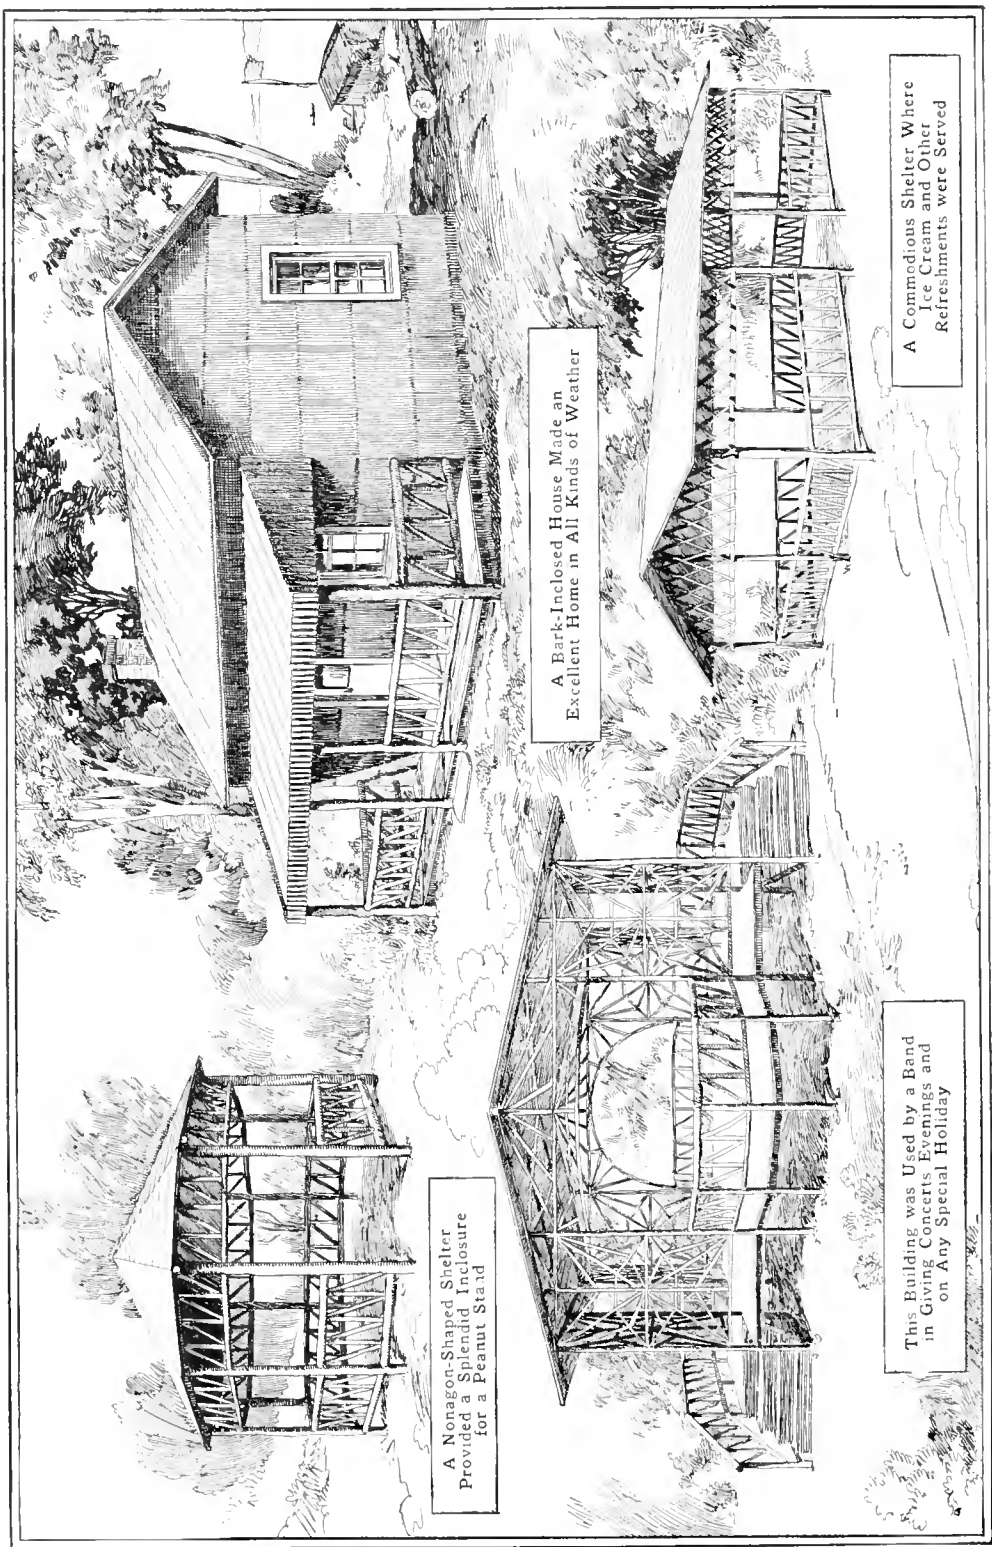 A Nonagon-Shaped Shelter
Provided a Splendid Inclosure
for a Peanut Stand
A Bark-Inclosed House Made an
Excellent Home in All Kinds of Weather
This Building was Used by a Band
in Giving Concerts Evenings and
on Any Special Holiday
A Commodious Shelter Where
Ice Cream and Other
Refreshments were Served